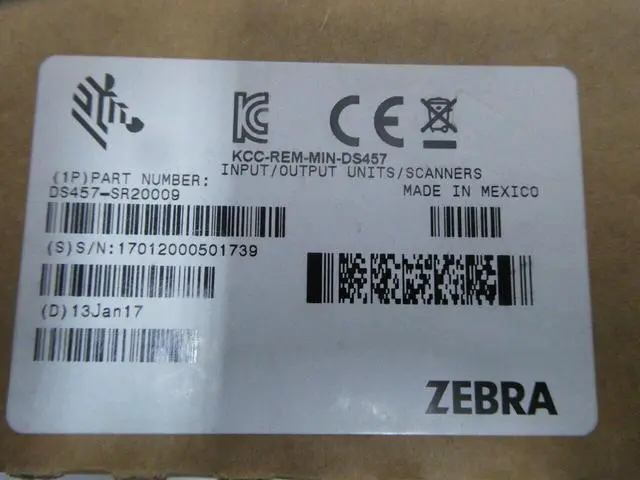 KCC-REM-MIN-DS457
INPUT/OUTPUT UNITS/SCANNERS
(1P)PART NUMBER:
DS457-SR20009
MADE IN MEXICO
(S)S/N:17012000501739
(D)13Jan17
ZEBRA